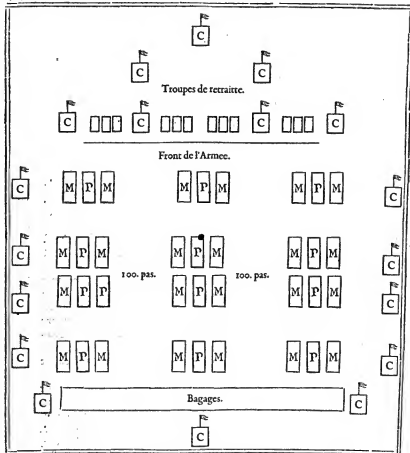 C
C C
Troupes de retraitte.
C C C C
Front de l'Armee.
C M P M M P M M P M C
C M P M M P M M P M C
100. pas. 100. pas.
C M P P M P M M P M C
C M P M M P M M P M C
C Bagages. C
C